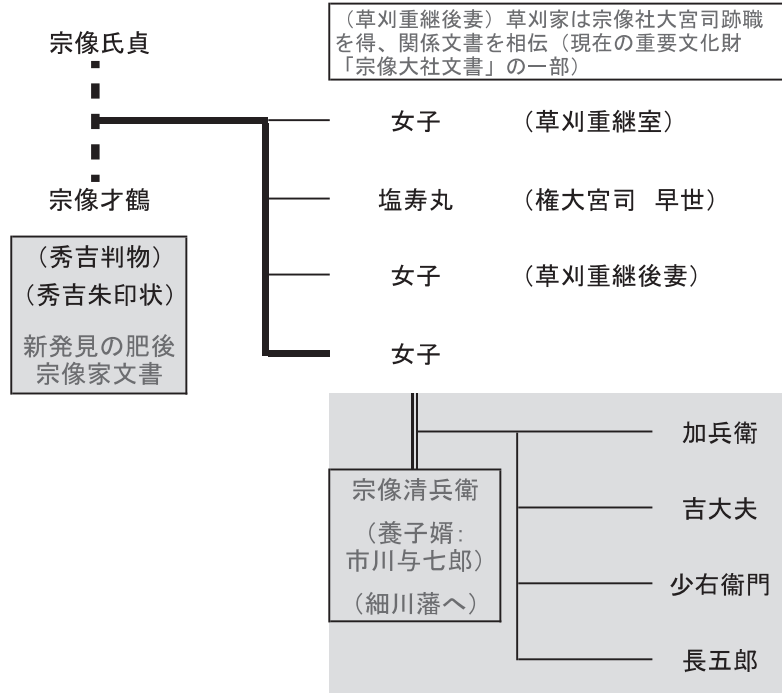 (草刈重継後妻)草刈家は宗像社大宮司跡職
を得、関係文書を相伝(現在の重要文化財
「宗像大社文書」の一部)
宗像氏貞
女子 (草刈重継室)
宗像才鶴
塩寿丸 (権大宮司 早世)
(秀吉判物)
(秀吉朱印状)
新発見の肥後
宗像家文書
女子 (草刈重継後妻)
女子
宗像清兵衛
(養子婿:
市川与七郎)
(細川藩へ)
加兵衛
吉大夫
少右衞門
長五郎